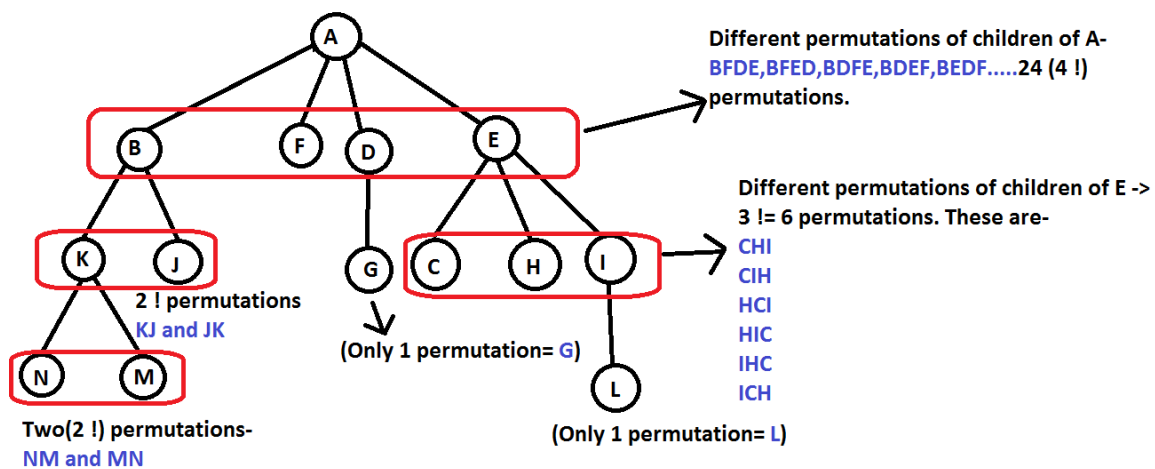 A
Different permutations of children of A-
BFDE,BFED,BDFE,BDEF,BEDF.....24 (4 !)
permutations.
B
F
D
E
Different permutations of children of E ->
3 != 6 permutations. These are-
CHI
CIH
HCI
HIC
IHC
ICH
K
J
G
C
H
I
2 ! permutations
KJ and JK
(Only 1 permutation= G)
N
M
L
Two(2 !) permutations-
NM and MN
(Only 1 permutation= L)